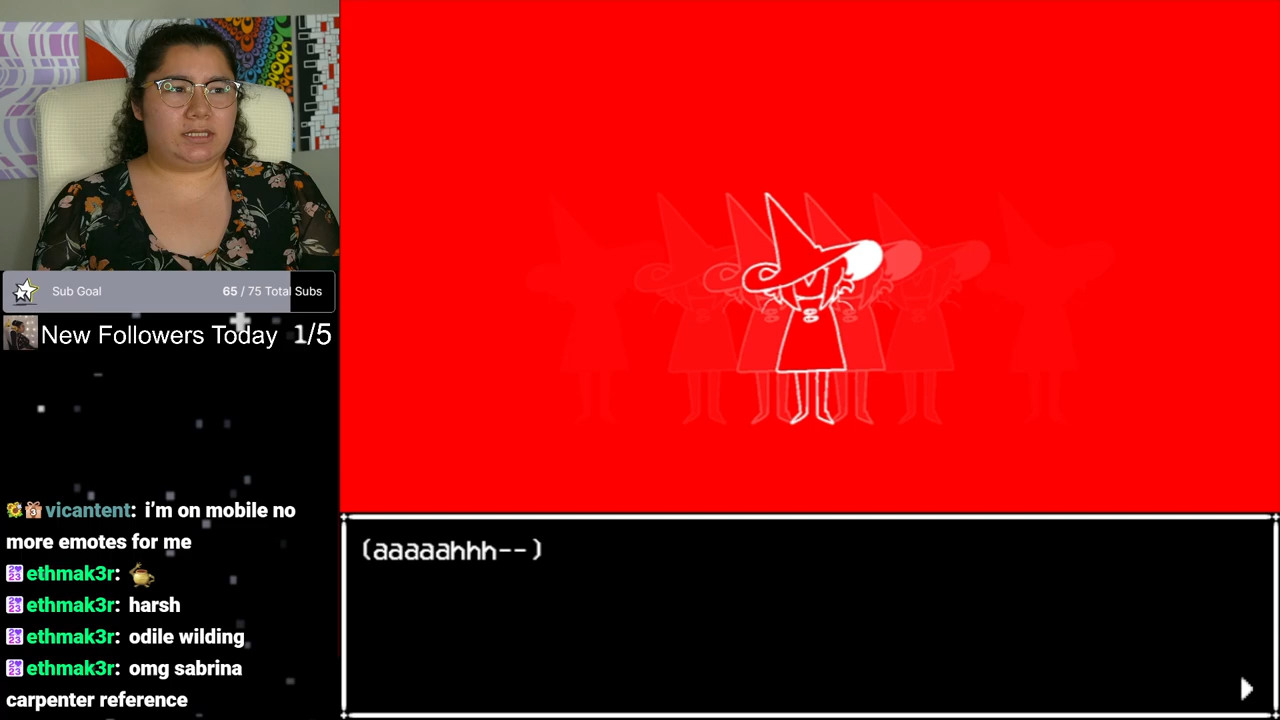 Sub Goal 65 / 75 Total Subs
New Followers Today 1/5
vicantent: i’m on mobile no
more emotes for me
ethmak3r:
ethmak3r: harsh
ethmak3r: odile wilding
ethmak3r: omg sabrina
carpenter reference
(aaaaahhh--)